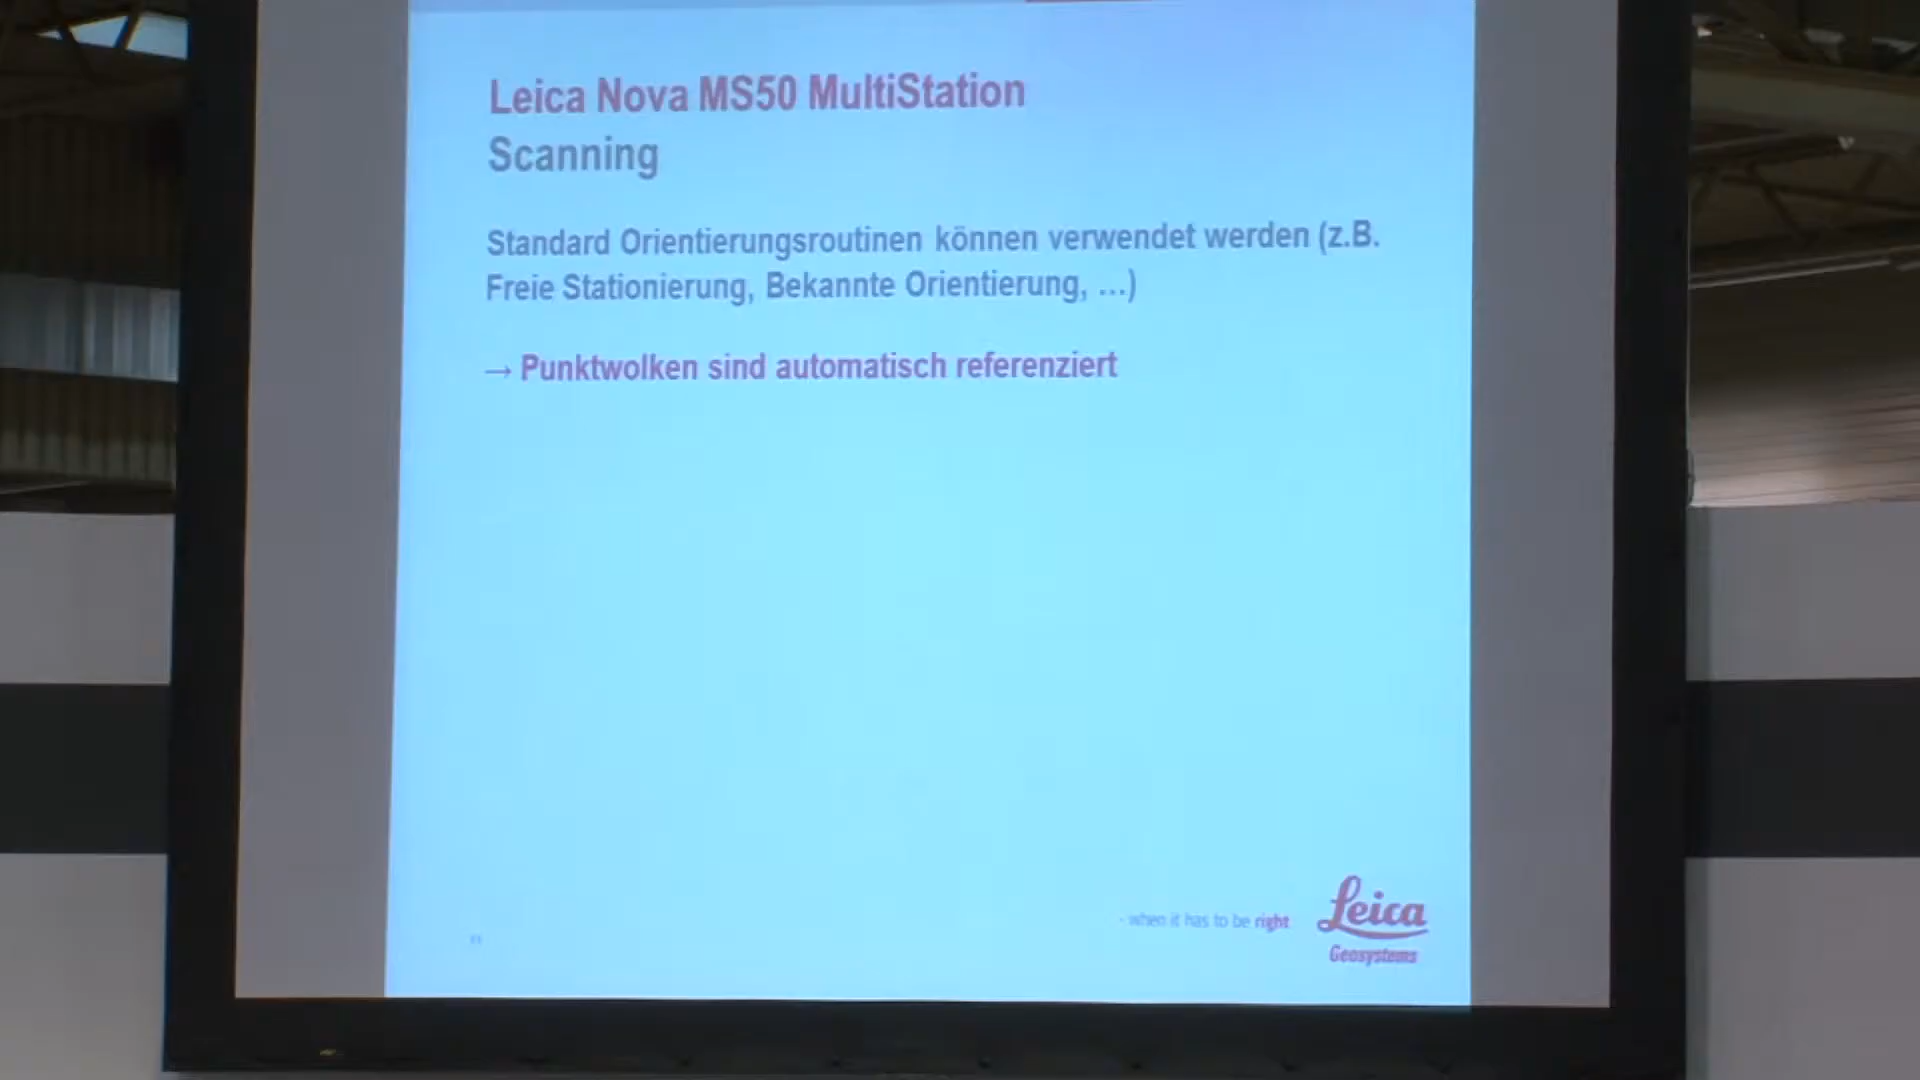 Leica Nova MS50 MultiStation
Scanning
Standard Orientierungsroutinen können verwendet werden (z.B.
Freie Stationierung, Bekannte Orientierung, ...)
→ Punktwolken sind automatisch referenziert
- when it has to be right
Leica
Geosystems